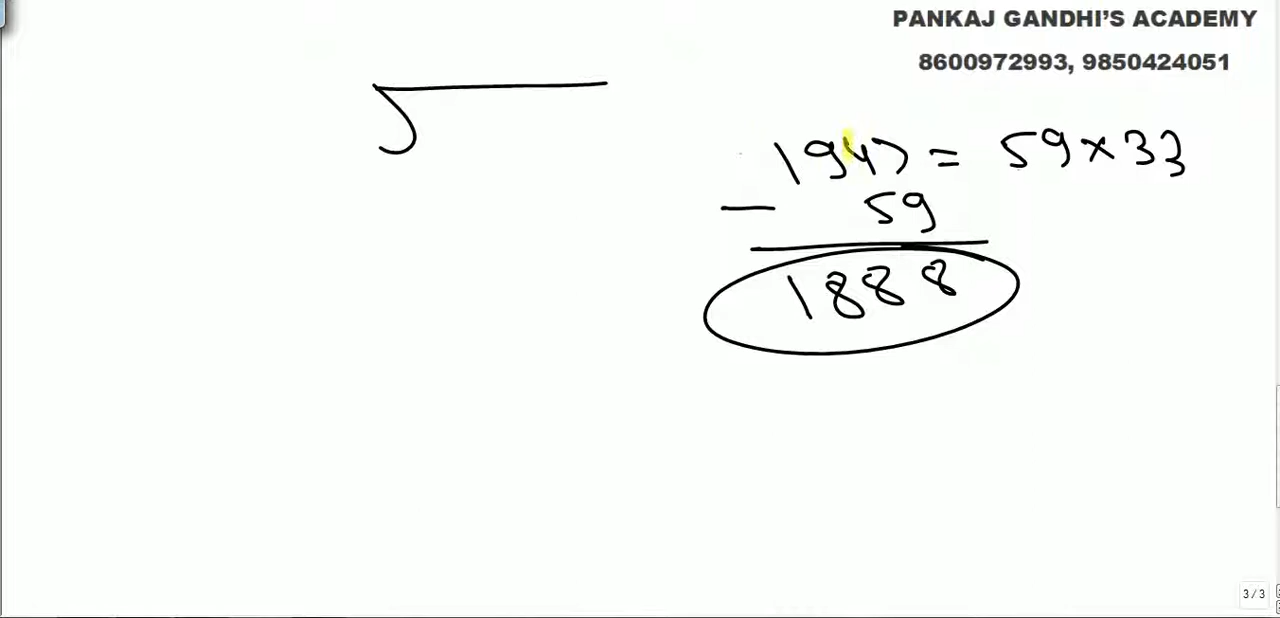 PANKAJ GANDHI'S ACADEMY
8600972993, 9850424051
1947 = 59 × 33
- 59
1888
3/3